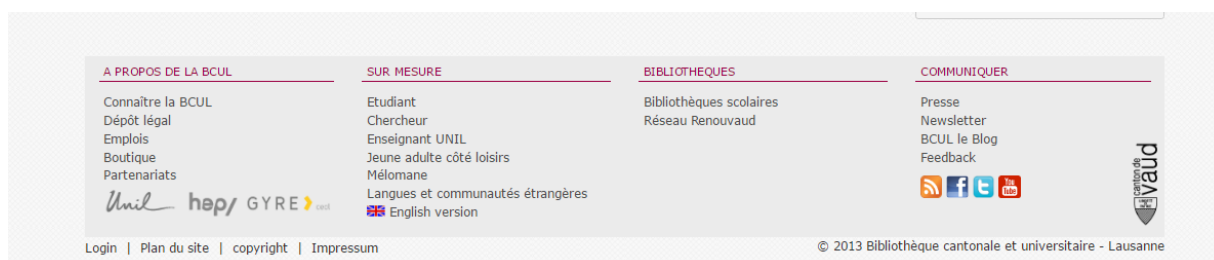 A PROPOS DE LA BCUL
Connaître la BCUL
Dépôt légal
Emplois
Boutique
Partenariats
Unil hep/ GYRE
SUR MESURE
Etudiant
Chercheur
Enseignant UNIL
Jeune adulte côté loisirs
Mélomane
Langues et communautés étrangères
English version
BIBLIOTHEQUES
Bibliothèques scolaires
Réseau Renouvaud
COMMUNIQUER
Presse
Newsletter
BCUL le Blog
Feedback
You Tube
canton de
vaud
Login | Plan du site | copyright | Impressum
© 2013 Bibliothèque cantonale et universitaire - Lausanne